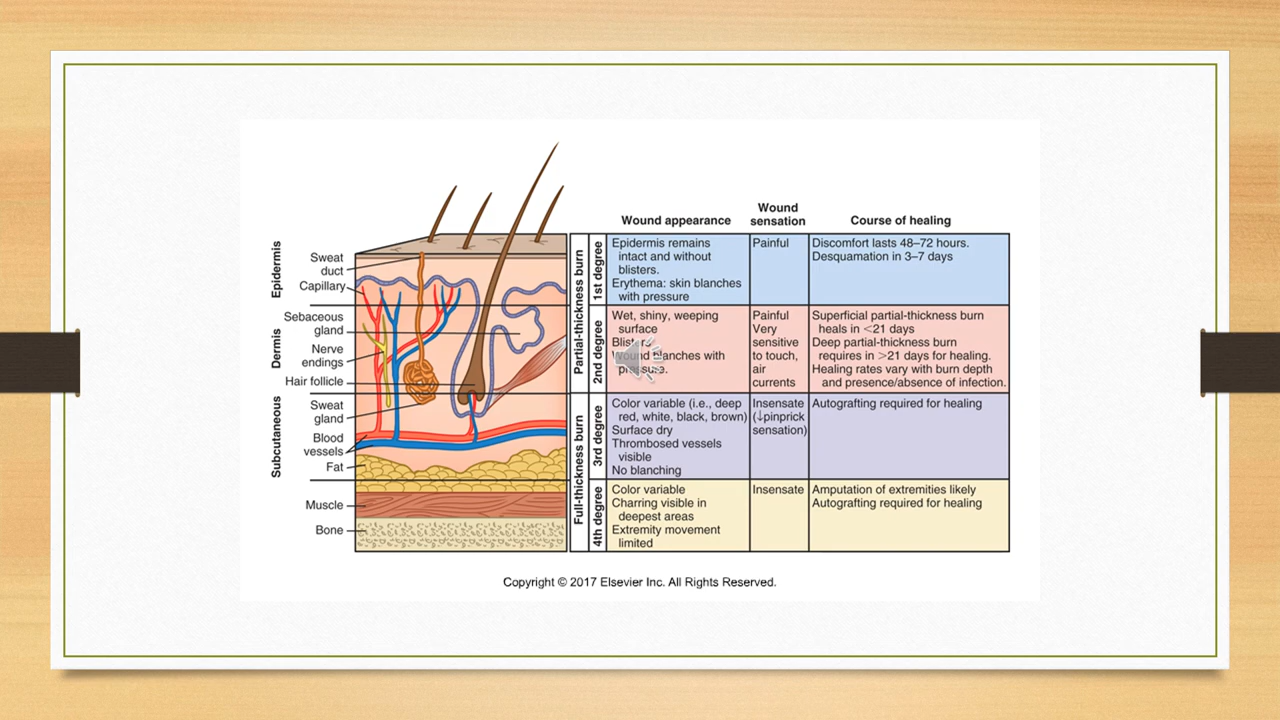 Wound appearance
Wound
sensation
Course of healing
Epidermis
Sweat
duct
Capillary
Partial-thickness burn
1st degree
Epidermis remains
intact and without
blisters.
Erythema: skin blanches
with pressure
Painful
Discomfort lasts 48–72 hours.
Desquamation in 3–7 days
Dermis
Sebaceous
gland
Nerve
endings
Hair follicle
2nd degree
Wet, shiny, weeping
surface
Blisters
Wound blanches with
pressure.
Painful
Very
sensitive
to touch,
air
currents
Superficial partial-thickness burn
heals in <21 days
Deep partial-thickness burn
requires in >21 days for healing.
Healing rates vary with burn depth
and presence/absence of infection.
Subcutaneous
Sweat
gland
Blood
vessels
Fat
Full-thickness burn
3rd degree
Color variable (i.e., deep
red, white, black, brown)
Surface dry
Thrombosed vessels
visible
No blanching
Insensate
(↓pinprick
sensation)
Autografting required for healing
Muscle
Bone
4th degree
Color variable
Charring visible in
deepest areas
Extremity movement
limited
Insensate
Amputation of extremities likely
Autografting required for healing
Copyright © 2017 Elsevier Inc. All Rights Reserved.